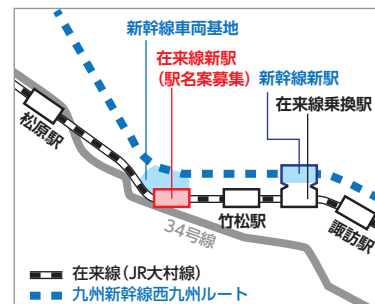 新幹線車両基地
在来線新駅
(駅名案募集)
新幹線新駅
在来線乗換駅
松原駅
竹松駅
諏訪駅
34号線
在来線(JR大村線)
九州新幹線西九州ルート